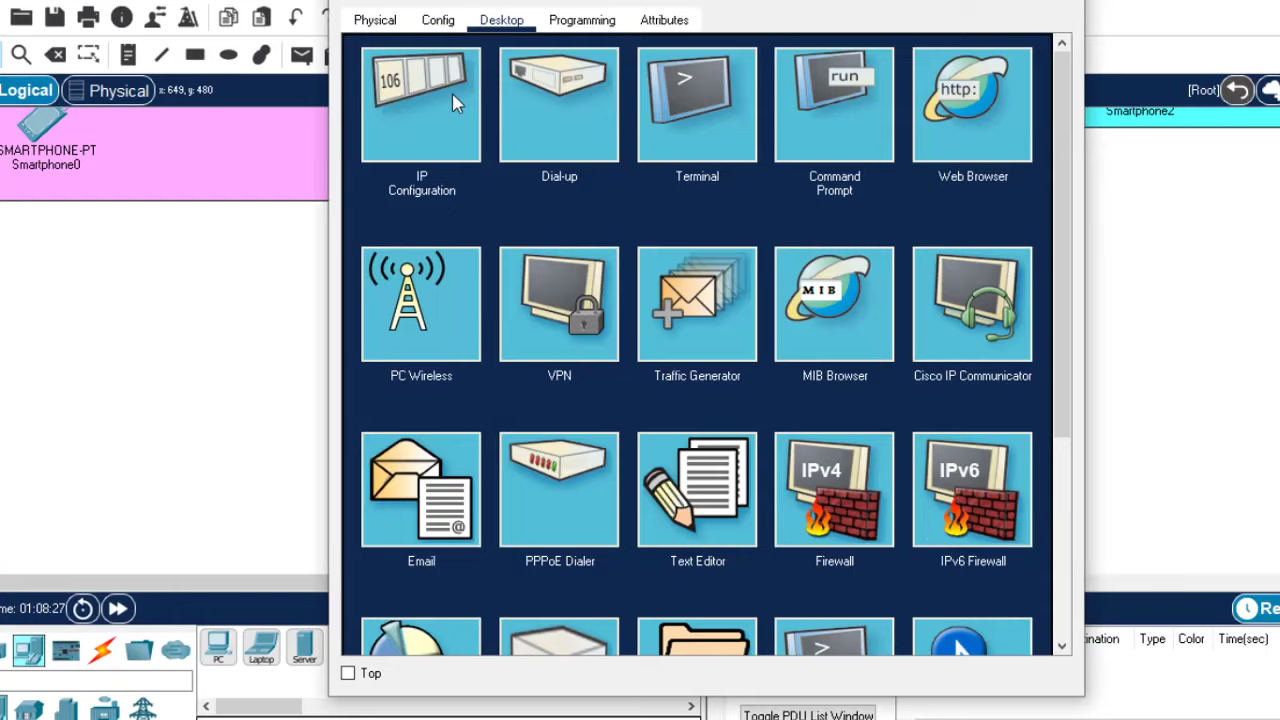 Physical Config Desktop Programming Attributes
Logical Physical x: 649, y: 480
[Root]
SMARTPHONE-PT
Smartphone0
Smartphone2
106
>
run
http:
IP
Configuration
Dial-up
Terminal
Command
Prompt
Web Browser
MIB
PC Wireless
VPN
Traffic Generator
MIB Browser
Cisco IP Communicator
@
IPv4
IPv6
Email
PPPoE Dialer
Text Editor
Firewall
IPv6 Firewall
>
me: 01:08:27
Re
PC
Laptop
Server
ination Type Color Time(sec)
Top
Toggle PDU List Window